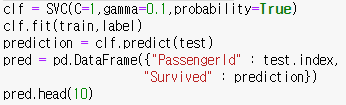 clf = SVC(C=1,gamma=0.1,probability=True)
clf.fit(train,label)
prediction = clf.predict(test)
pred = pd.DataFrame({"PassengerId" : test.index,
"Survived" : prediction})
pred.head(10)